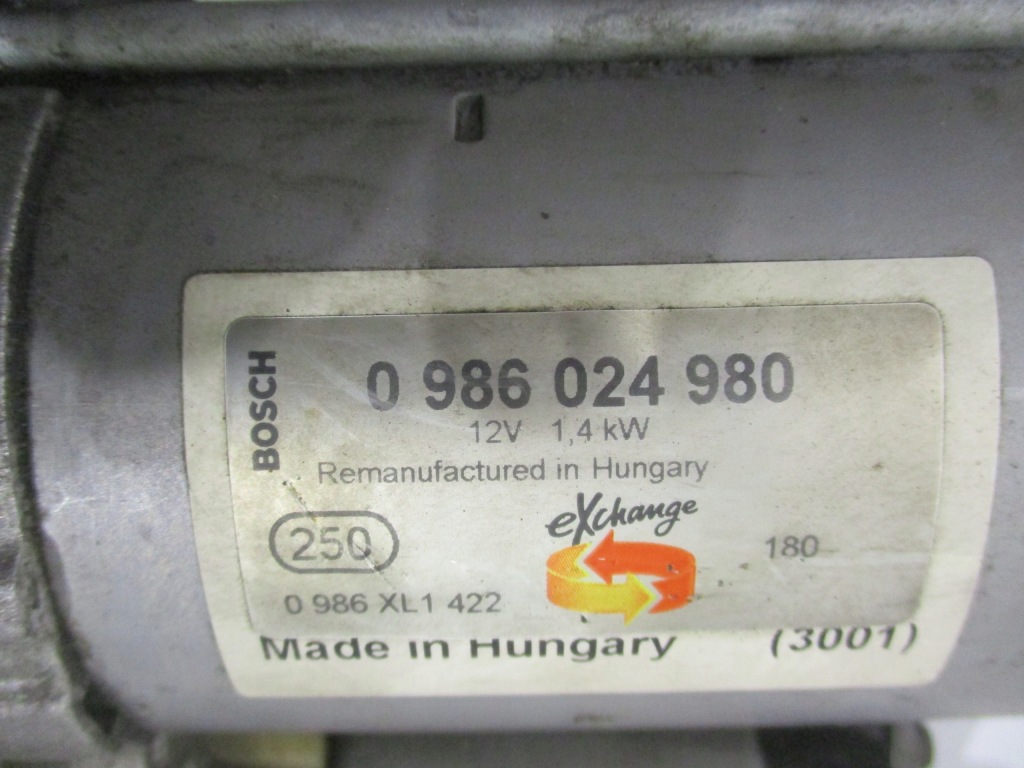 BOSCH
0 986 024 980
12V 1,4 kW
Remanufactured in Hungary
eXchange
250
180
0 986 XL1 422
Made in Hungary (3001)